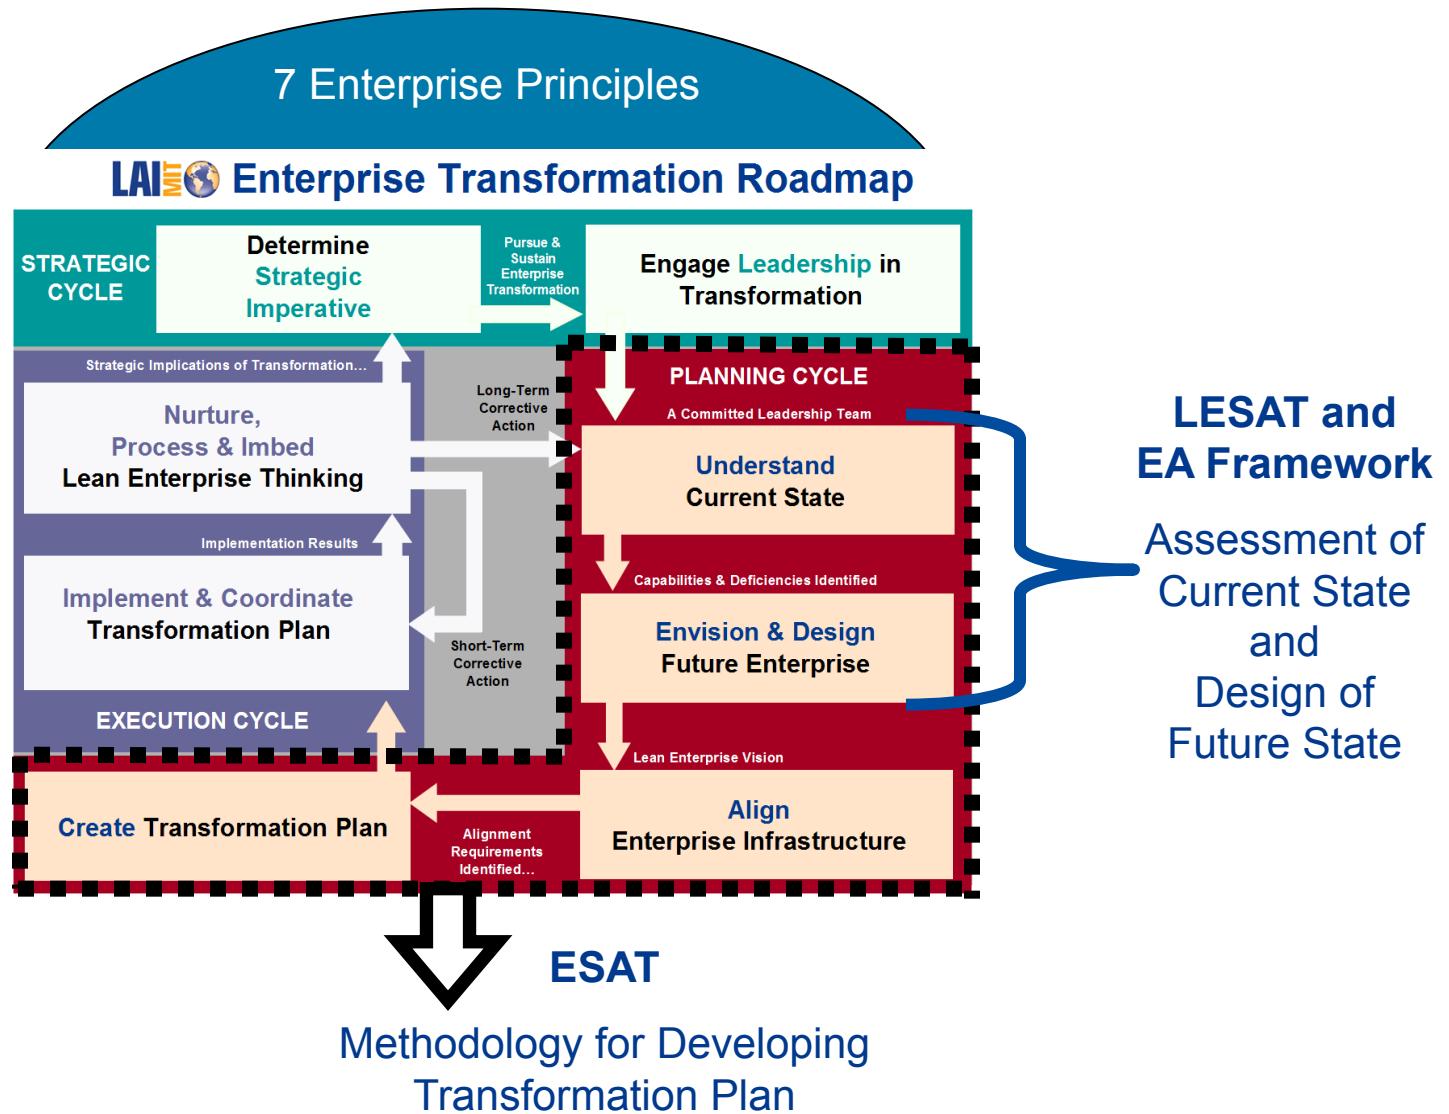 7 Enterprise Principles
LAI MIT Enterprise Transformation Roadmap
STRATEGIC
CYCLE
Determine
Strategic
Imperative
Pursue &
Sustain
Enterprise
Transformation
Engage Leadership in
Transformation
Strategic Implications of Transformation...
Nurture,
Process & Imbed
Lean Enterprise Thinking
Long-Term
Corrective
Action
PLANNING CYCLE
A Committed Leadership Team
Understand
Current State
Implementation Results
Implement & Coordinate
Transformation Plan
Short-Term
Corrective
Action
Capabilities & Deficiencies Identified
Envision & Design
Future Enterprise
EXECUTION CYCLE
Lean Enterprise Vision
Create Transformation Plan
Alignment
Requirements
Identified...
Align
Enterprise Infrastructure
LESAT and
EA Framework
Assessment of
Current State
and
Design of
Future State
ESAT
Methodology for Developing
Transformation Plan